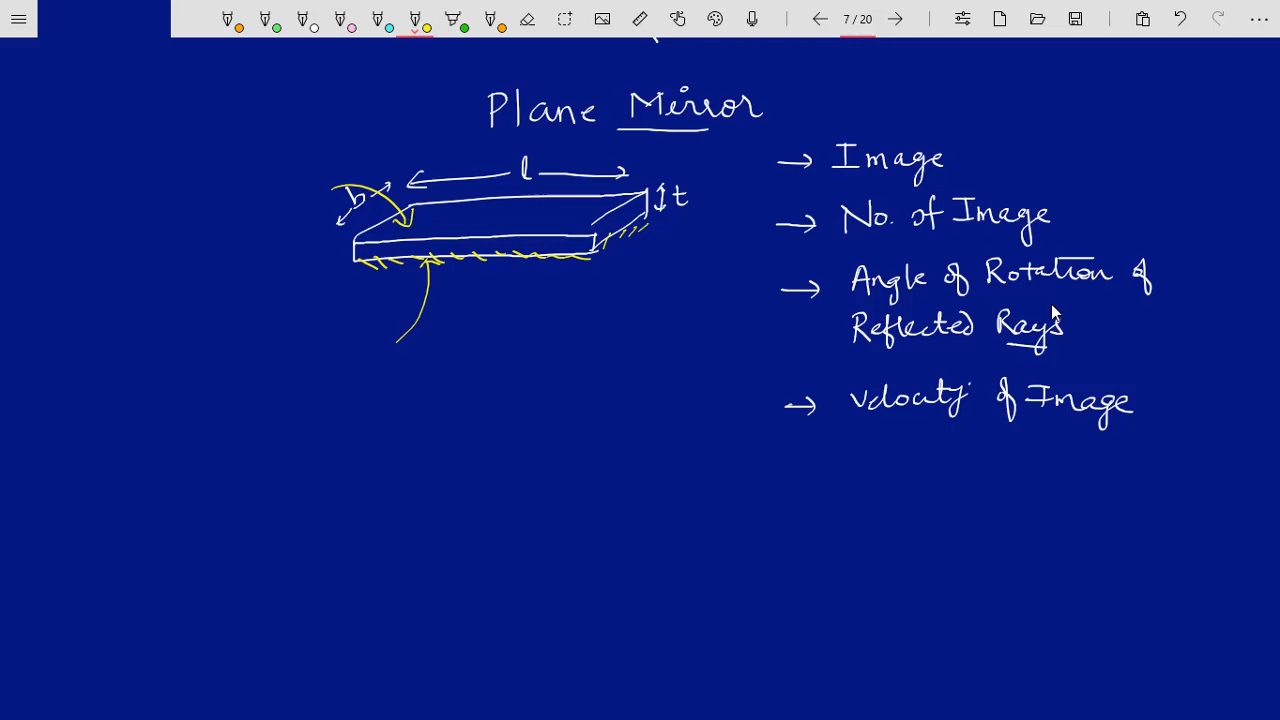 7 / 20
Plane Mirror
l
b
t
→ Image
→ No. of Image
→ Angle of Rotation of
Reflected Rays
→ Velocity of Image